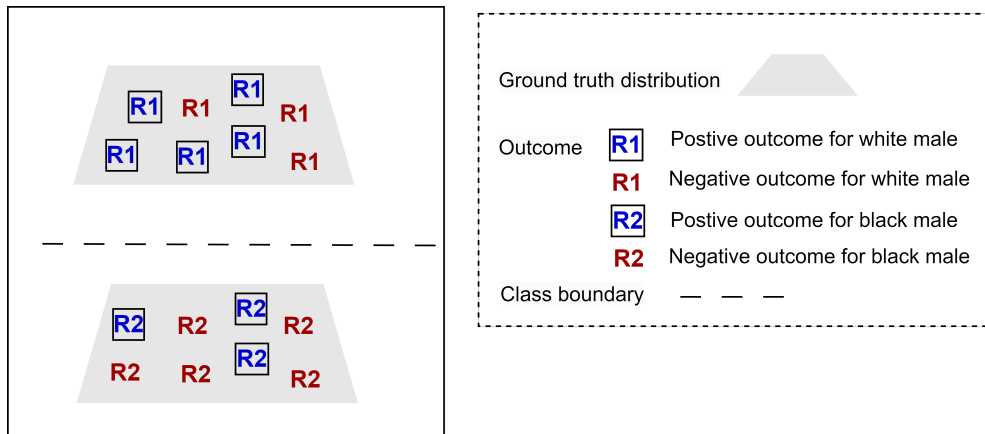 R1
R1 R1 R1
R1 R1 R1 R1
R2 R2 R2 R2
R2 R2 R2 R2
Ground truth distribution
Outcome R1 Postive outcome for white male
R1 Negative outcome for white male
R2 Postive outcome for black male
R2 Negative outcome for black male
Class boundary